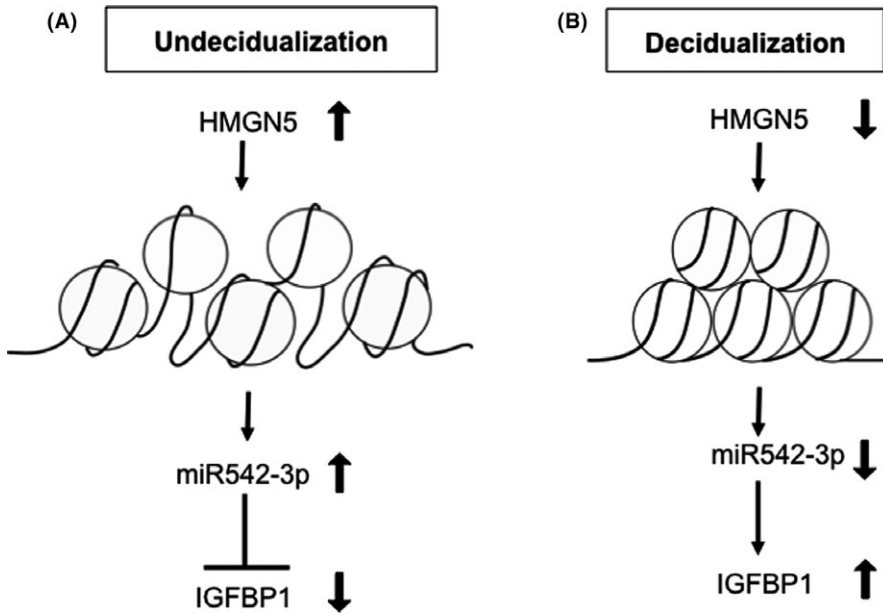 (A)
Undecidualization
HMGN5
miR542-3p
IGFBP1
(B)
Decidualization
HMGN5
miR542-3p
IGFBP1